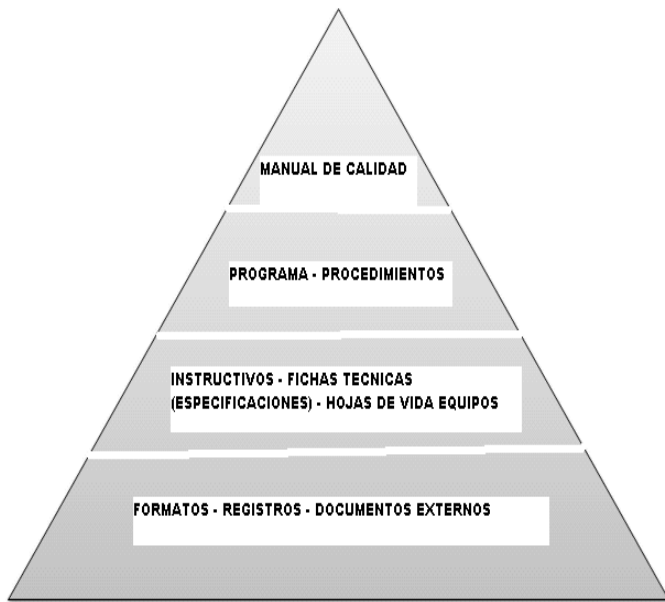 MANUAL DE CALIDAD
PROGRAMA - PROCEDIMIENTOS
INSTRUCTIVOS - FICHAS TECNICAS
(ESPECIFICACIONES) - HOJAS DE VIDA EQUIPOS
FORMATOS - REGISTROS - DOCUMENTOS EXTERNOS